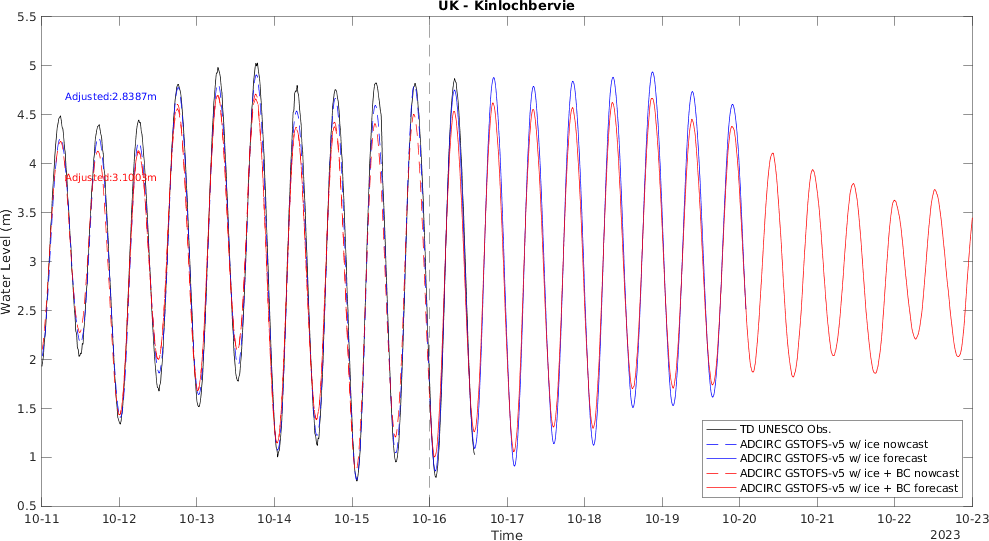 UK - Kinlochbervie
5.5
5
4.5
4
3.5
3
2.5
2
1.5
1
0.5
Water Level (m)
Adjusted:2.8387m
Adjusted:3.1003m
TD UNESCO Obs.
ADCIRC GSTOFS-v5 w/ ice nowcast
ADCIRC GSTOFS-v5 w/ ice forecast
ADCIRC GSTOFS-v5 w/ ice + BC nowcast
ADCIRC GSTOFS-v5 w/ ice + BC forecast
10-11 10-12 10-13 10-14 10-15 10-16 10-17 10-18 10-19 10-20 10-21 10-22 10-23
Time
2023